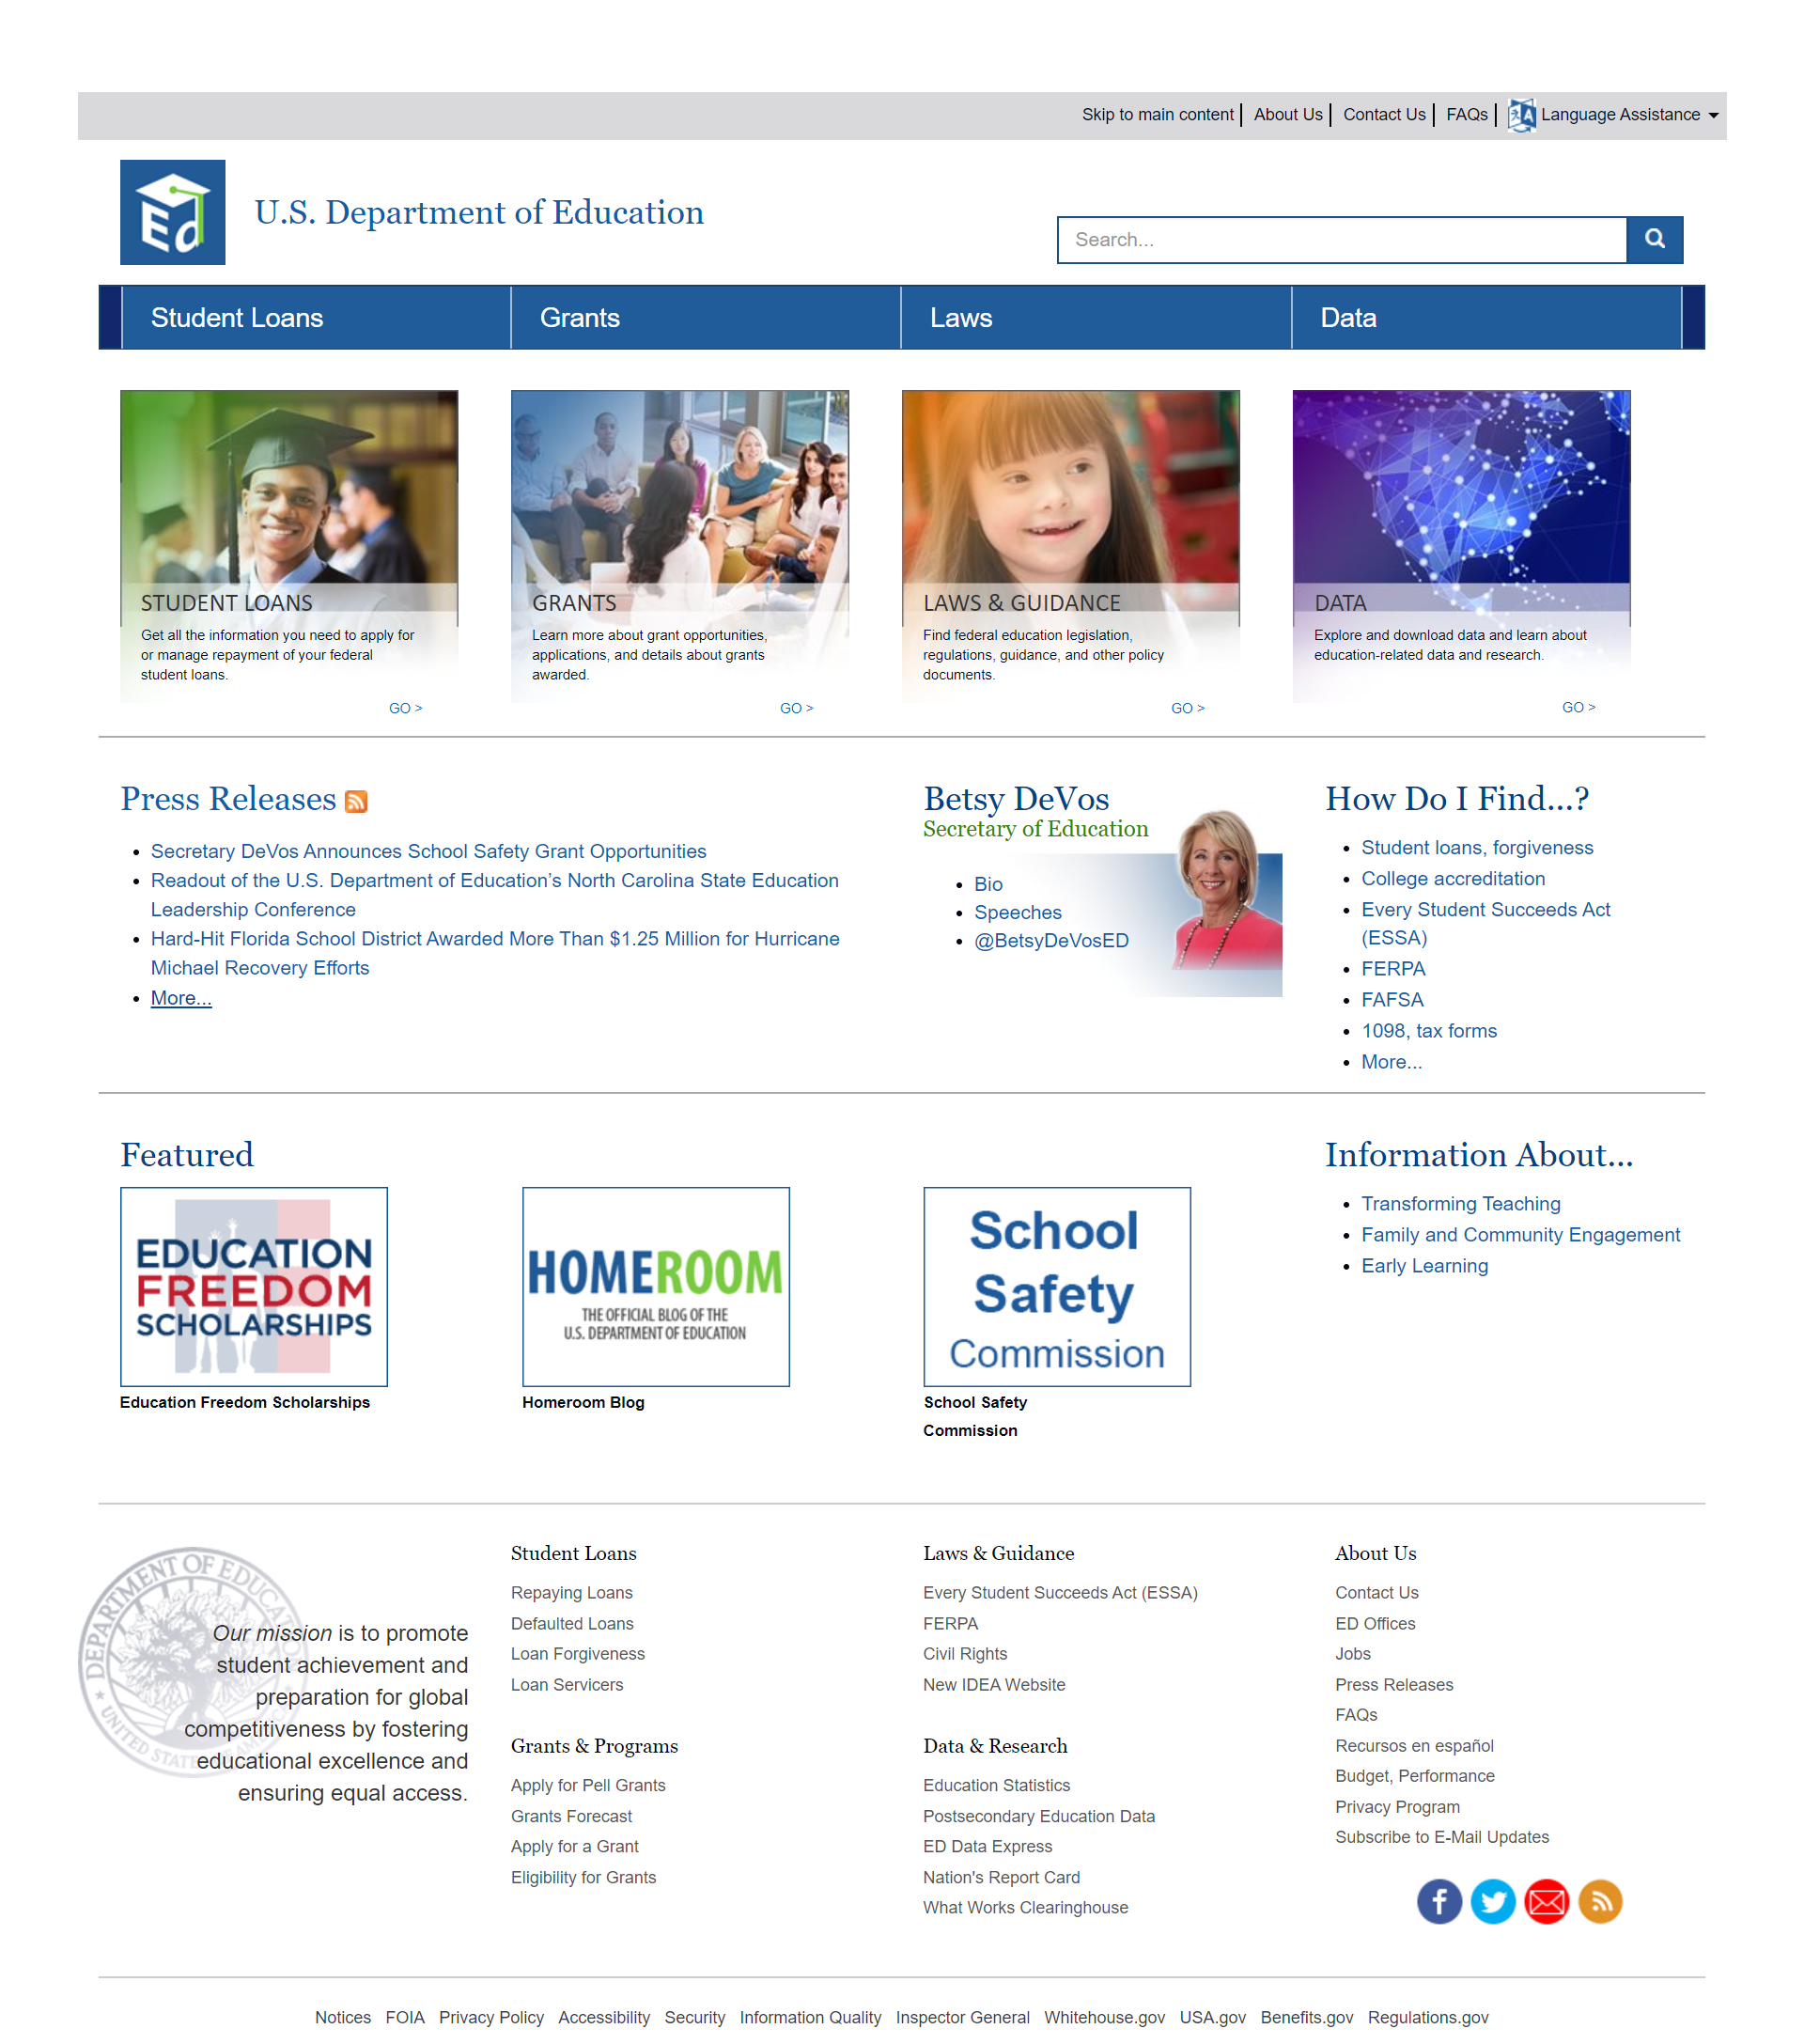 Skip to main content | About Us | Contact Us | FAQs | Language Assistance
Ed
U.S. Department of Education
Search...
Student Loans
Grants
Laws
Data
STUDENT LOANS
Get all the information you need to apply for
or manage repayment of your federal
student loans.
GO >
GRANTS
Learn more about grant opportunities,
applications, and details about grants
awarded.
GO >
LAWS & GUIDANCE
Find federal education legislation,
regulations, guidance, and other policy
documents.
GO >
DATA
Explore and download data and learn about
education-related data and research.
GO >
Press Releases
Secretary DeVos Announces School Safety Grant Opportunities
Readout of the U.S. Department of Education’s North Carolina State Education
Leadership Conference
Hard-Hit Florida School District Awarded More Than $1.25 Million for Hurricane
Michael Recovery Efforts
More...
Betsy DeVos
Secretary of Education
Bio
Speeches
@BetsyDeVosED
How Do I Find...?
Student loans, forgiveness
College accreditation
Every Student Succeeds Act
(ESSA)
FERPA
FAFSA
1098, tax forms
More...
Featured
EDUCATION
FREEDOM
SCHOLARSHIPS
Education Freedom Scholarships
HOMEROOM
THE OFFICIAL BLOG OF THE
U.S. DEPARTMENT OF EDUCATION
Homeroom Blog
School
Safety
Commission
School Safety
Commission
Information About...
Transforming Teaching
Family and Community Engagement
Early Learning
DEPARTMENT OF EDUCATION
UNITED STATES
Our mission is to promote
student achievement and
preparation for global
competitiveness by fostering
educational excellence and
ensuring equal access.
Student Loans
Repaying Loans
Defaulted Loans
Loan Forgiveness
Loan Servicers
Grants & Programs
Apply for Pell Grants
Grants Forecast
Apply for a Grant
Eligibility for Grants
Laws & Guidance
Every Student Succeeds Act (ESSA)
FERPA
Civil Rights
New IDEA Website
Data & Research
Education Statistics
Postsecondary Education Data
ED Data Express
Nation's Report Card
What Works Clearinghouse
About Us
Contact Us
ED Offices
Jobs
Press Releases
FAQs
Recursos en español
Budget, Performance
Privacy Program
Subscribe to E-Mail Updates
Notices FOIA Privacy Policy Accessibility Security Information Quality Inspector General Whitehouse.gov USA.gov Benefits.gov Regulations.gov